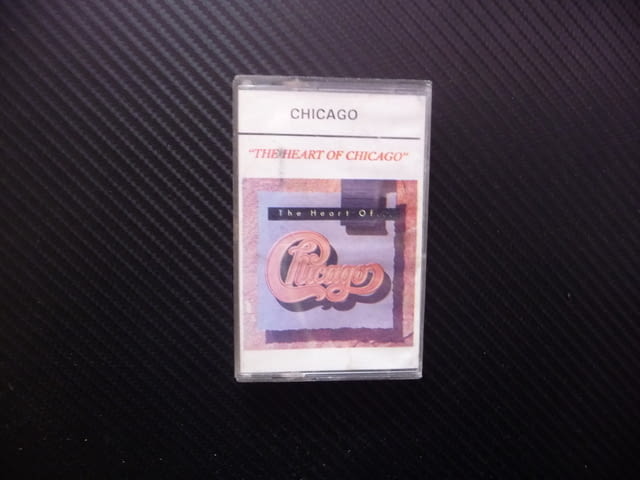 CHICAGO
"THE HEART OF CHICAGO"
The Heart Of...
Chicago